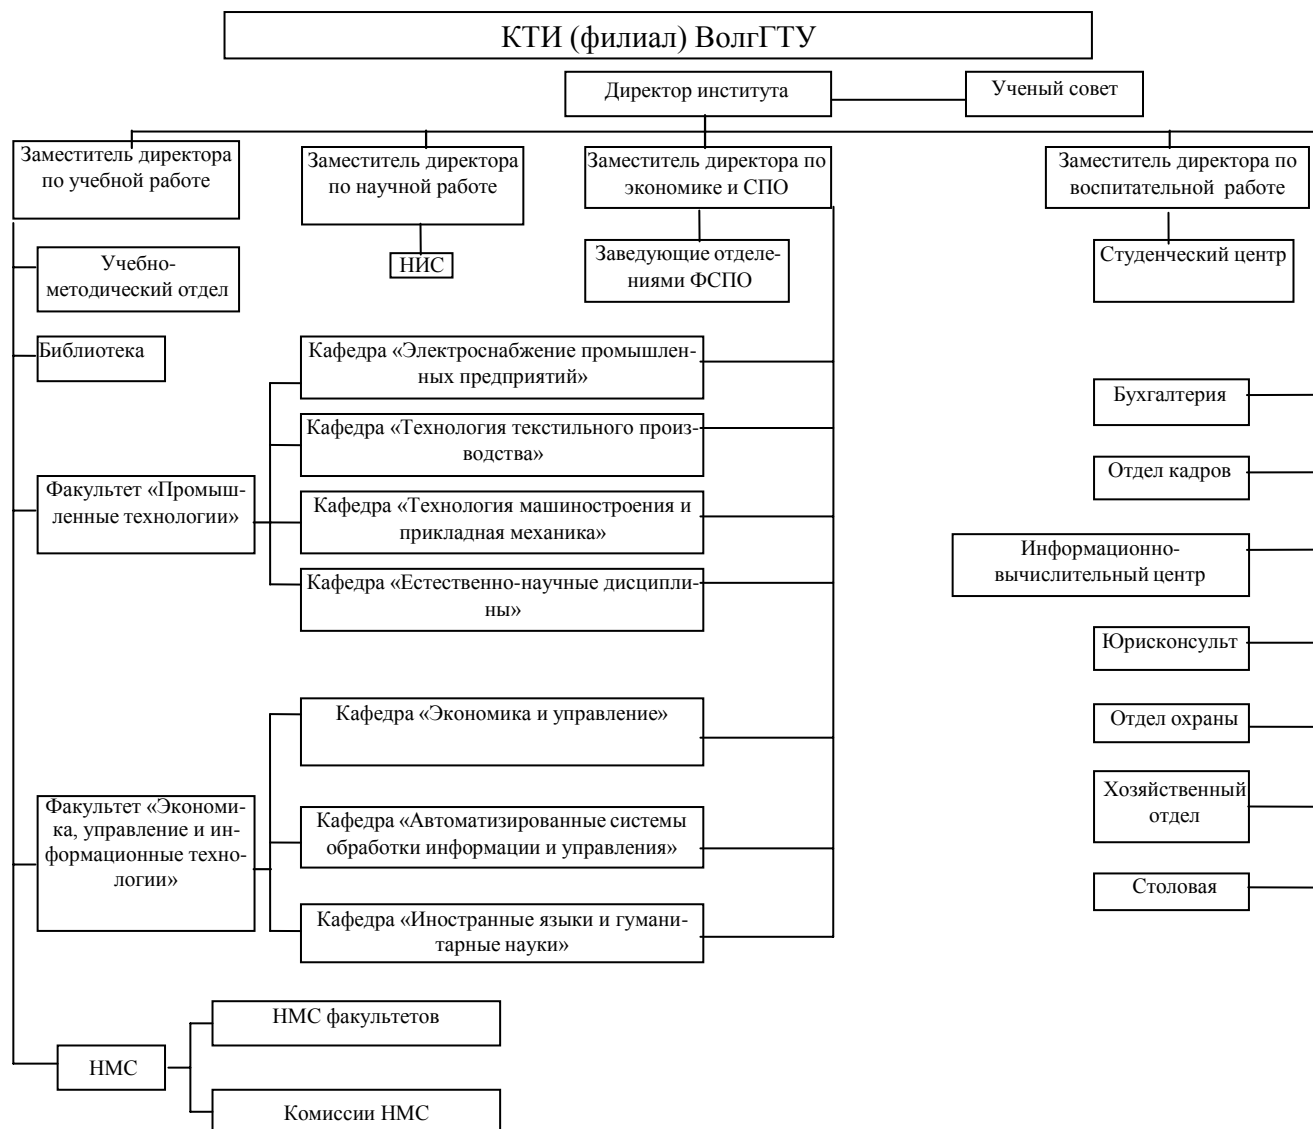 КТИ (филиал) ВолгГТУ
Директор института
Ученый совет
Заместитель директора
по учебной работе
Заместитель директора
по научной работе
Заместитель директора по
экономике и СПО
Заместитель директора по
воспитательной работе
Учебно-
методический отдел
НИС
Заведующие отделе-
ниями ФСПО
Студенческий центр
Библиотека
Кафедра «Электроснабжение промышлен-
ных предприятий»
Бухгалтерия
Кафедра «Технология текстильного произ-
водства»
Отдел кадров
Факультет «Промыш-
ленные технологии»
Кафедра «Технология машиностроения и
прикладная механика»
Информационно-
вычислительный центр
Кафедра «Естественно-научные дисципли-
ны»
Юрисконсульт
Кафедра «Экономика и управление»
Отдел охраны
Факультет «Экономи-
ка, управление и ин-
формационные техно-
логии»
Кафедра «Автоматизированные системы
обработки информации и управления»
Хозяйственный
отдел
Кафедра «Иностранные языки и гумани-
тарные науки»
Столовая
НМС факультетов
НМС
Комиссии НМС